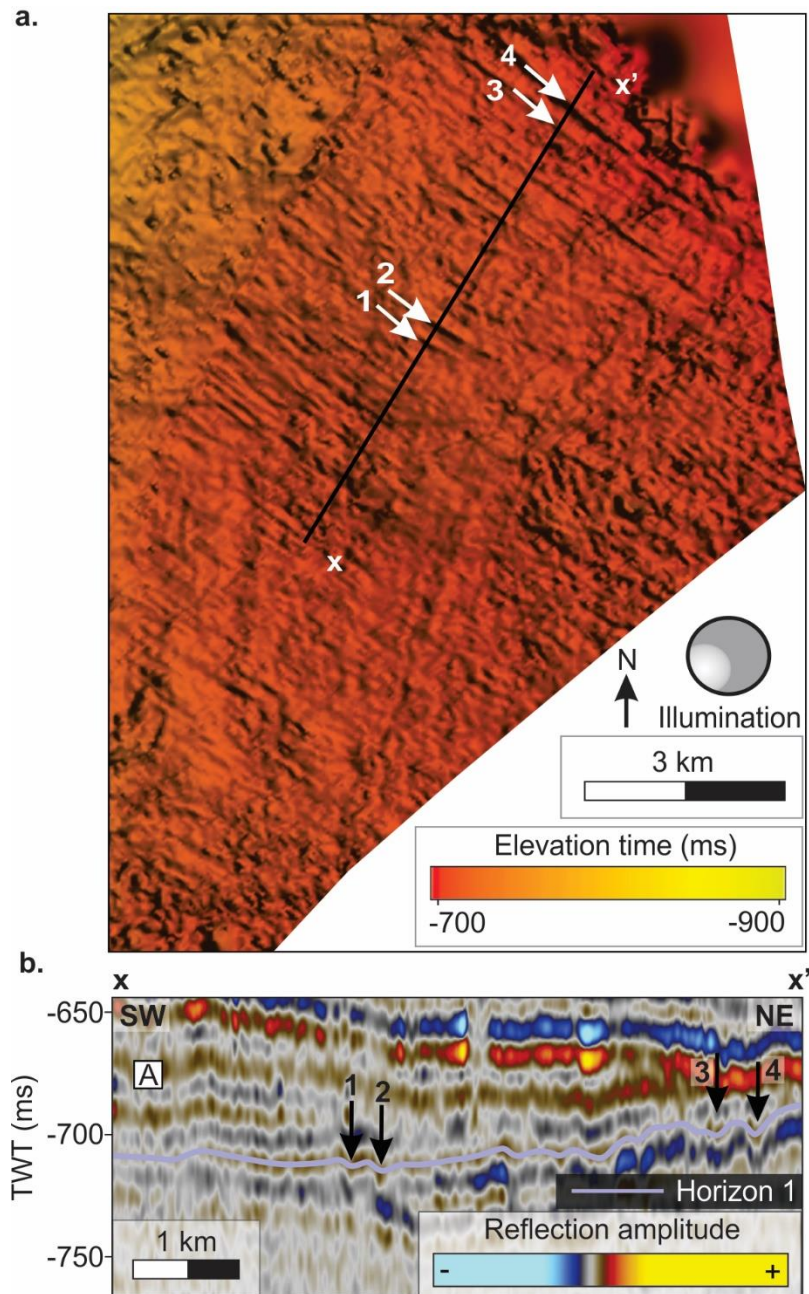 a.
4
x'
3
2
1
x
N
Illumination
3 km
Elevation time (ms)
-700
-900
b.
x
x'
-650
SW
NE
A
3
4
1
2
TWT (ms)
-700
Horizon 1
1 km
Reflection amplitude
-
+
-750